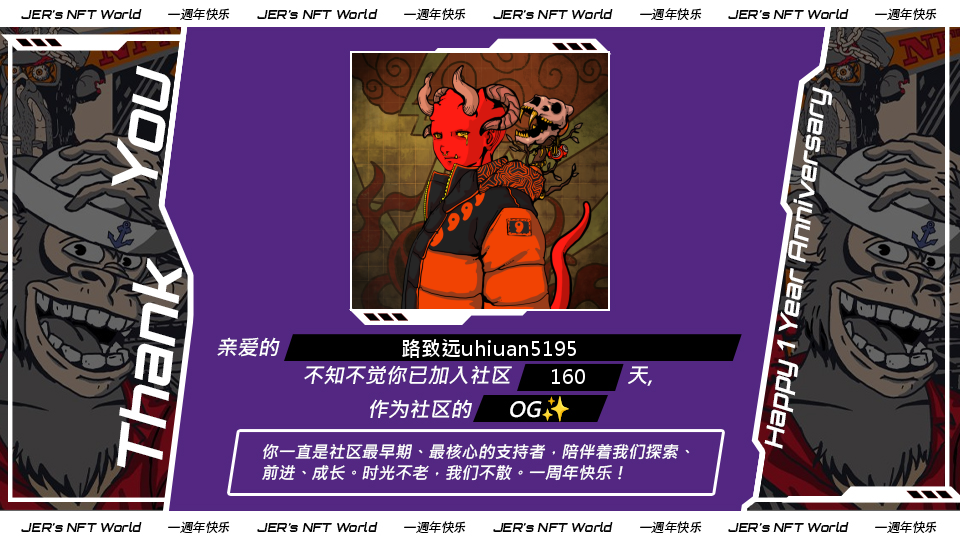 JER's NFT World 一週年快乐 JER's NFT World 一週年快乐 JER's NFT World 一週年快乐 JER's NFT World 一週年快乐
Thank You
亲爱的 路致远uhiuan5195
不知不觉你已加入社区 160 天,
作为社区的 OG✨
你一直是社区最早期、最核心的支持者，陪伴着我们探索、
前进、成长。时光不老，我们不散。一周年快乐！
Happy 1 Year Anniversary
JER's NFT World 一週年快乐 JER's NFT World 一週年快乐 JER's NFT World 一週年快乐 JER's NFT World 一週年快乐